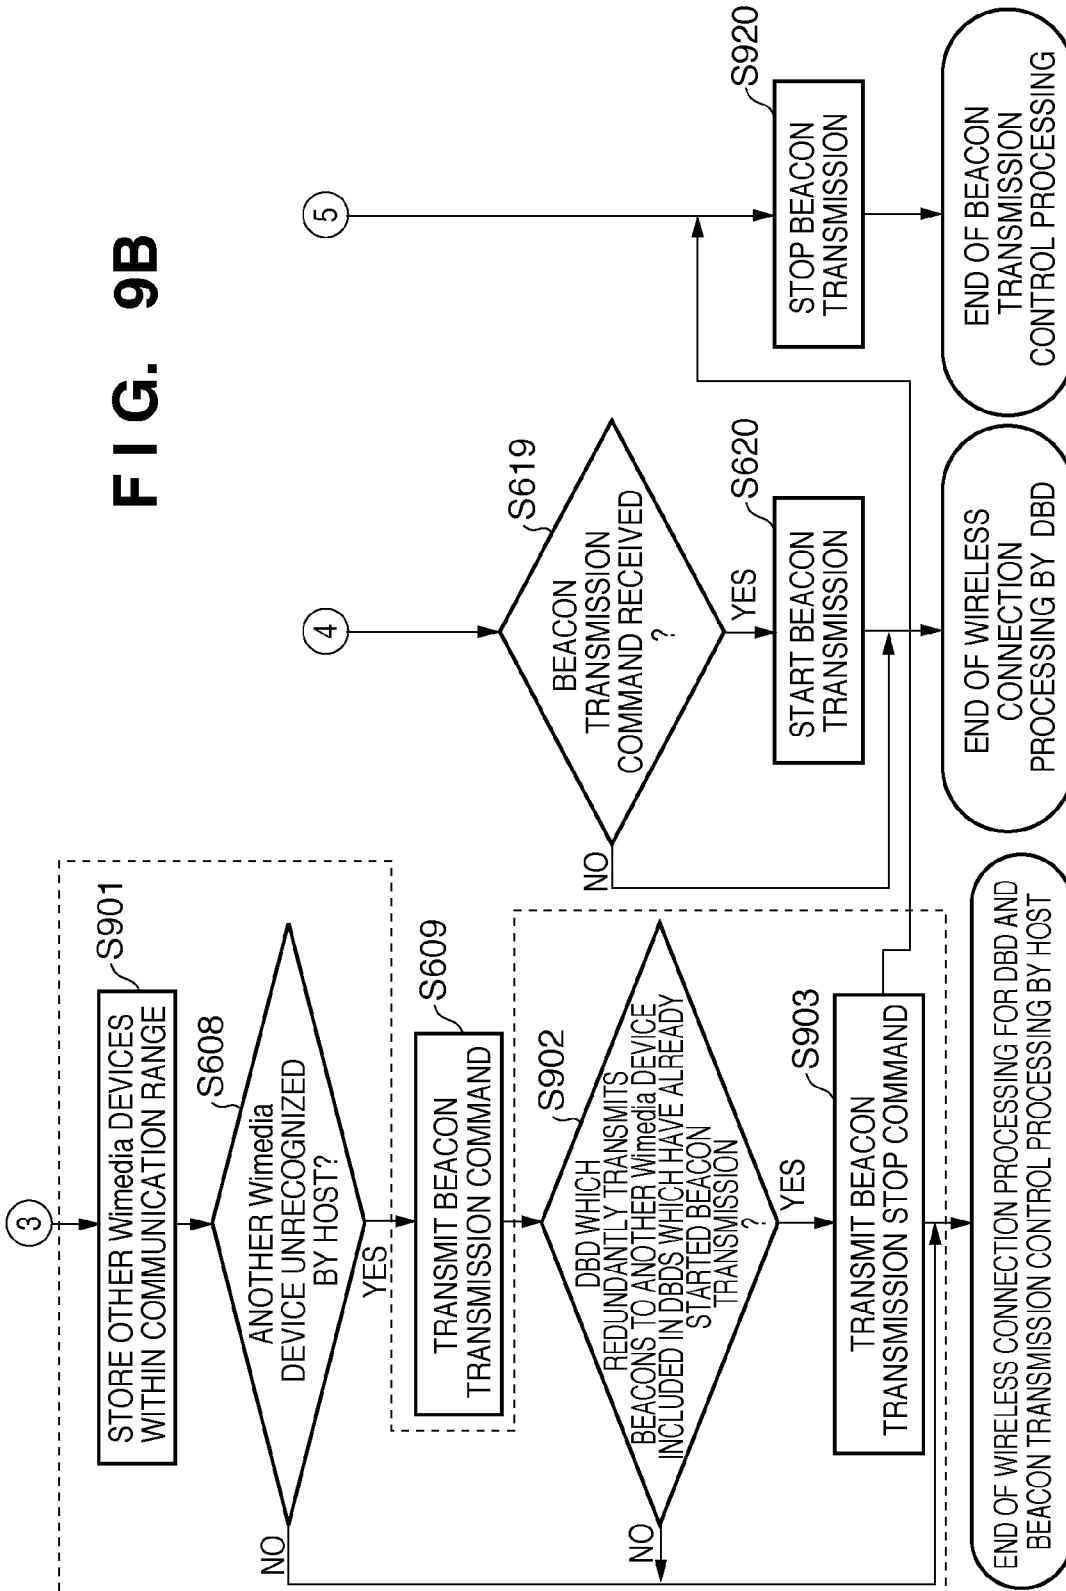 FIG. 9B
3
STORE OTHER Wimedia DEVICES
WITHIN COMMUNICATION RANGE
S901
ANOTHER Wimedia
DEVICE UNRECOGNIZED
BY HOST?
S608
NO
YES
TRANSMIT BEACON
TRANSMISSION COMMAND
S609
DBD WHICH
REDUNDANTLY TRANSMITS
BEACONS TO ANOTHER Wimedia DEVICE
INCLUDED IN DBDS WHICH HAVE ALREADY
STARTED BEACON
TRANSMISSION
?
S902
NO
YES
TRANSMIT BEACON
TRANSMISSION STOP COMMAND
S903
END OF WIRELESS CONNECTION PROCESSING FOR DBD AND
BEACON TRANSMISSION CONTROL PROCESSING BY HOST
4
BEACON
TRANSMISSION
COMMAND RECEIVED
?
S619
NO
YES
START BEACON
TRANSMISSION
S620
END OF WIRELESS
CONNECTION
PROCESSING BY DBD
5
STOP BEACON
TRANSMISSION
S920
END OF BEACON
TRANSMISSION
CONTROL PROCESSING